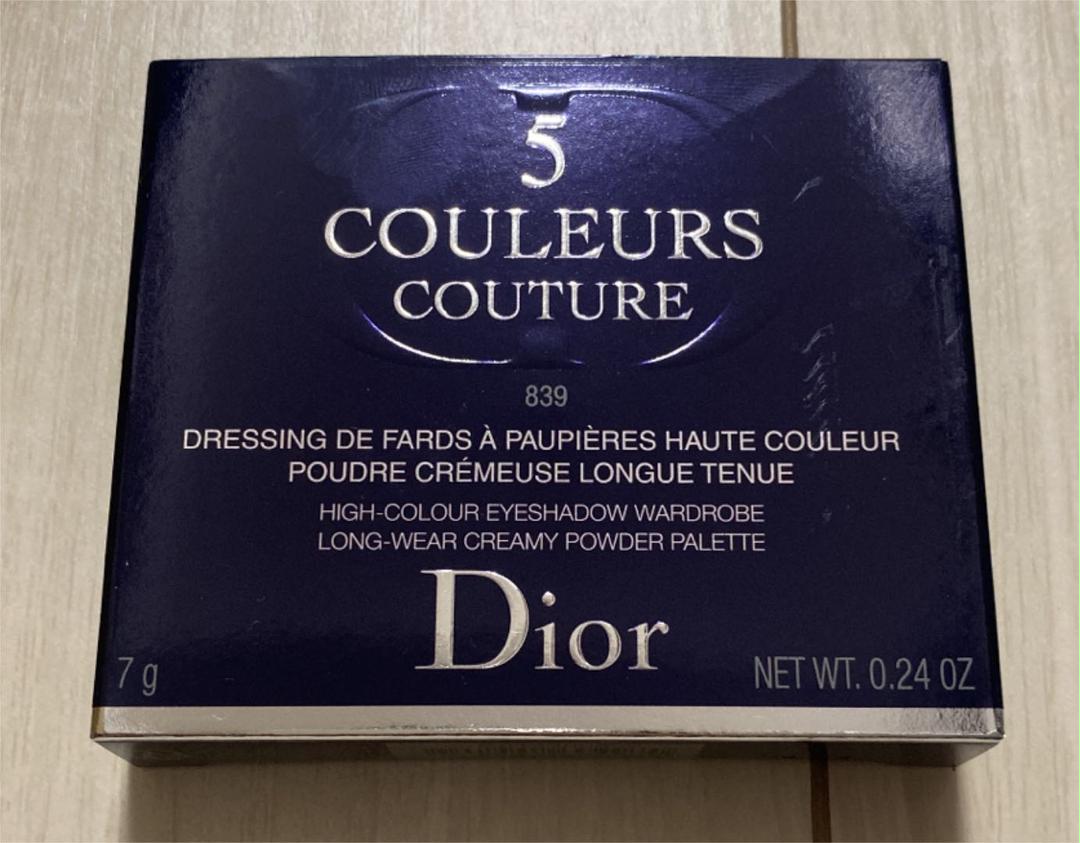 5
COULEURS
COUTURE
839
DRESSING DE FARDS À PAUPIÈRES HAUTE COULEUR
POUDRE CRÉMEUSE LONGUE TENUE
HIGH-COLOUR EYESHADOW WARDROBE
LONG-WEAR CREAMY POWDER PALETTE
Dior
7 g
NET WT. 0.24 OZ